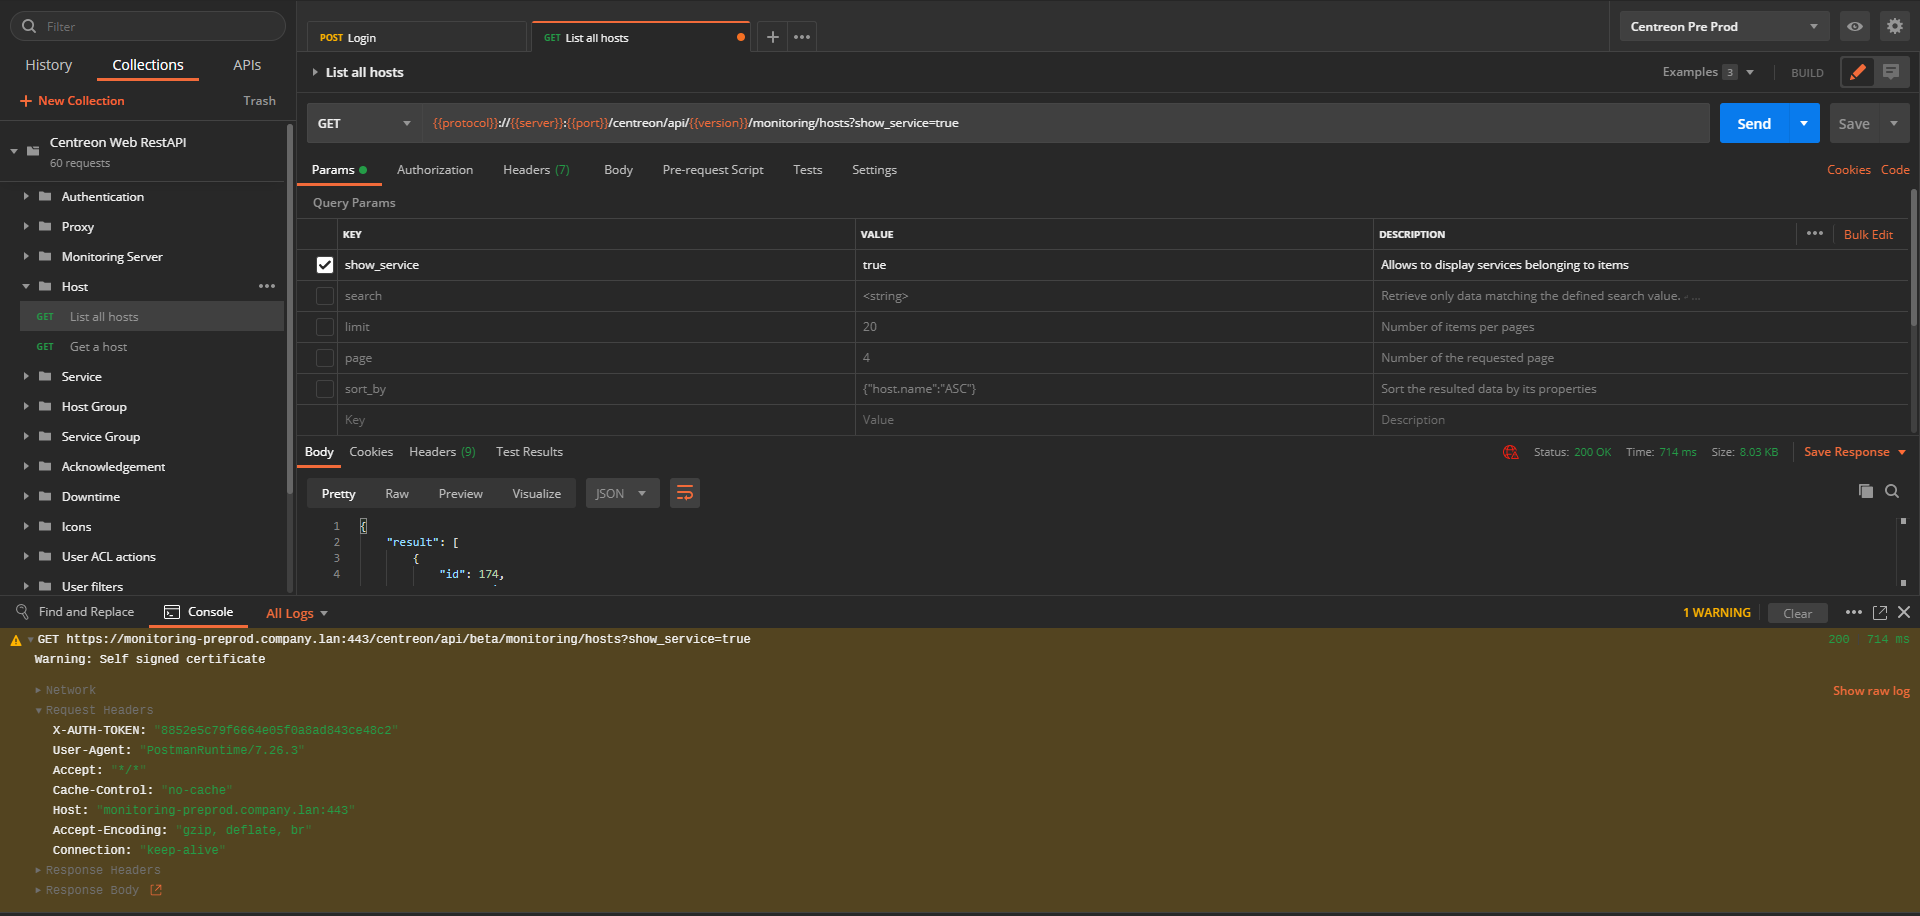 Filter
History Collections APIs
New Collection Trash
Centreon Web RestAPI
60 requests
Authentication
Proxy
Monitoring Server
Host
GET List all hosts
GET Get a host
Service
Host Group
Service Group
Acknowledgement
Downtime
Icons
User ACL actions
User filters
POST Login
GET List all hosts
Centreon Pre Prod
List all hosts
Examples 3
BUILD
GET
{{protocol}}://{{server}}:{{port}}/centreon/api/{{version}}/monitoring/hosts?show_service=true
Send
Save
Params Authorization Headers (7) Body Pre-request Script Tests Settings
Cookies Code
Query Params
KEY VALUE DESCRIPTION
Bulk Edit
show_service true Allows to display services belonging to items
search <string> Retrieve only data matching the defined search value. - ...
limit 20 Number of items per pages
page 4 Number of the requested page
sort_by {"host.name":"ASC"} Sort the resulted data by its properties
Key Value Description
Body Cookies Headers (9) Test Results
Status: 200 OK Time: 714 ms Size: 8.03 KB
Save Response
Pretty Raw Preview Visualize
JSON
1 {
2 "result": [
3 {
4 "id": 174,
Find and Replace Console All Logs
1 WARNING Clear
GET https://monitoring-preprod.company.lan:443/centreon/api/beta/monitoring/hosts?show_service=true
200 714 ms
Warning: Self signed certificate
Network
Show raw log
Request Headers
X-AUTH-TOKEN: "8852e5c79f6664e05f0a8ad843ce48c2"
User-Agent: "PostmanRuntime/7.26.3"
Accept: "*/*"
Cache-Control: "no-cache"
Host: "monitoring-preprod.company.lan:443"
Accept-Encoding: "gzip, deflate, br"
Connection: "keep-alive"
Response Headers
Response Body